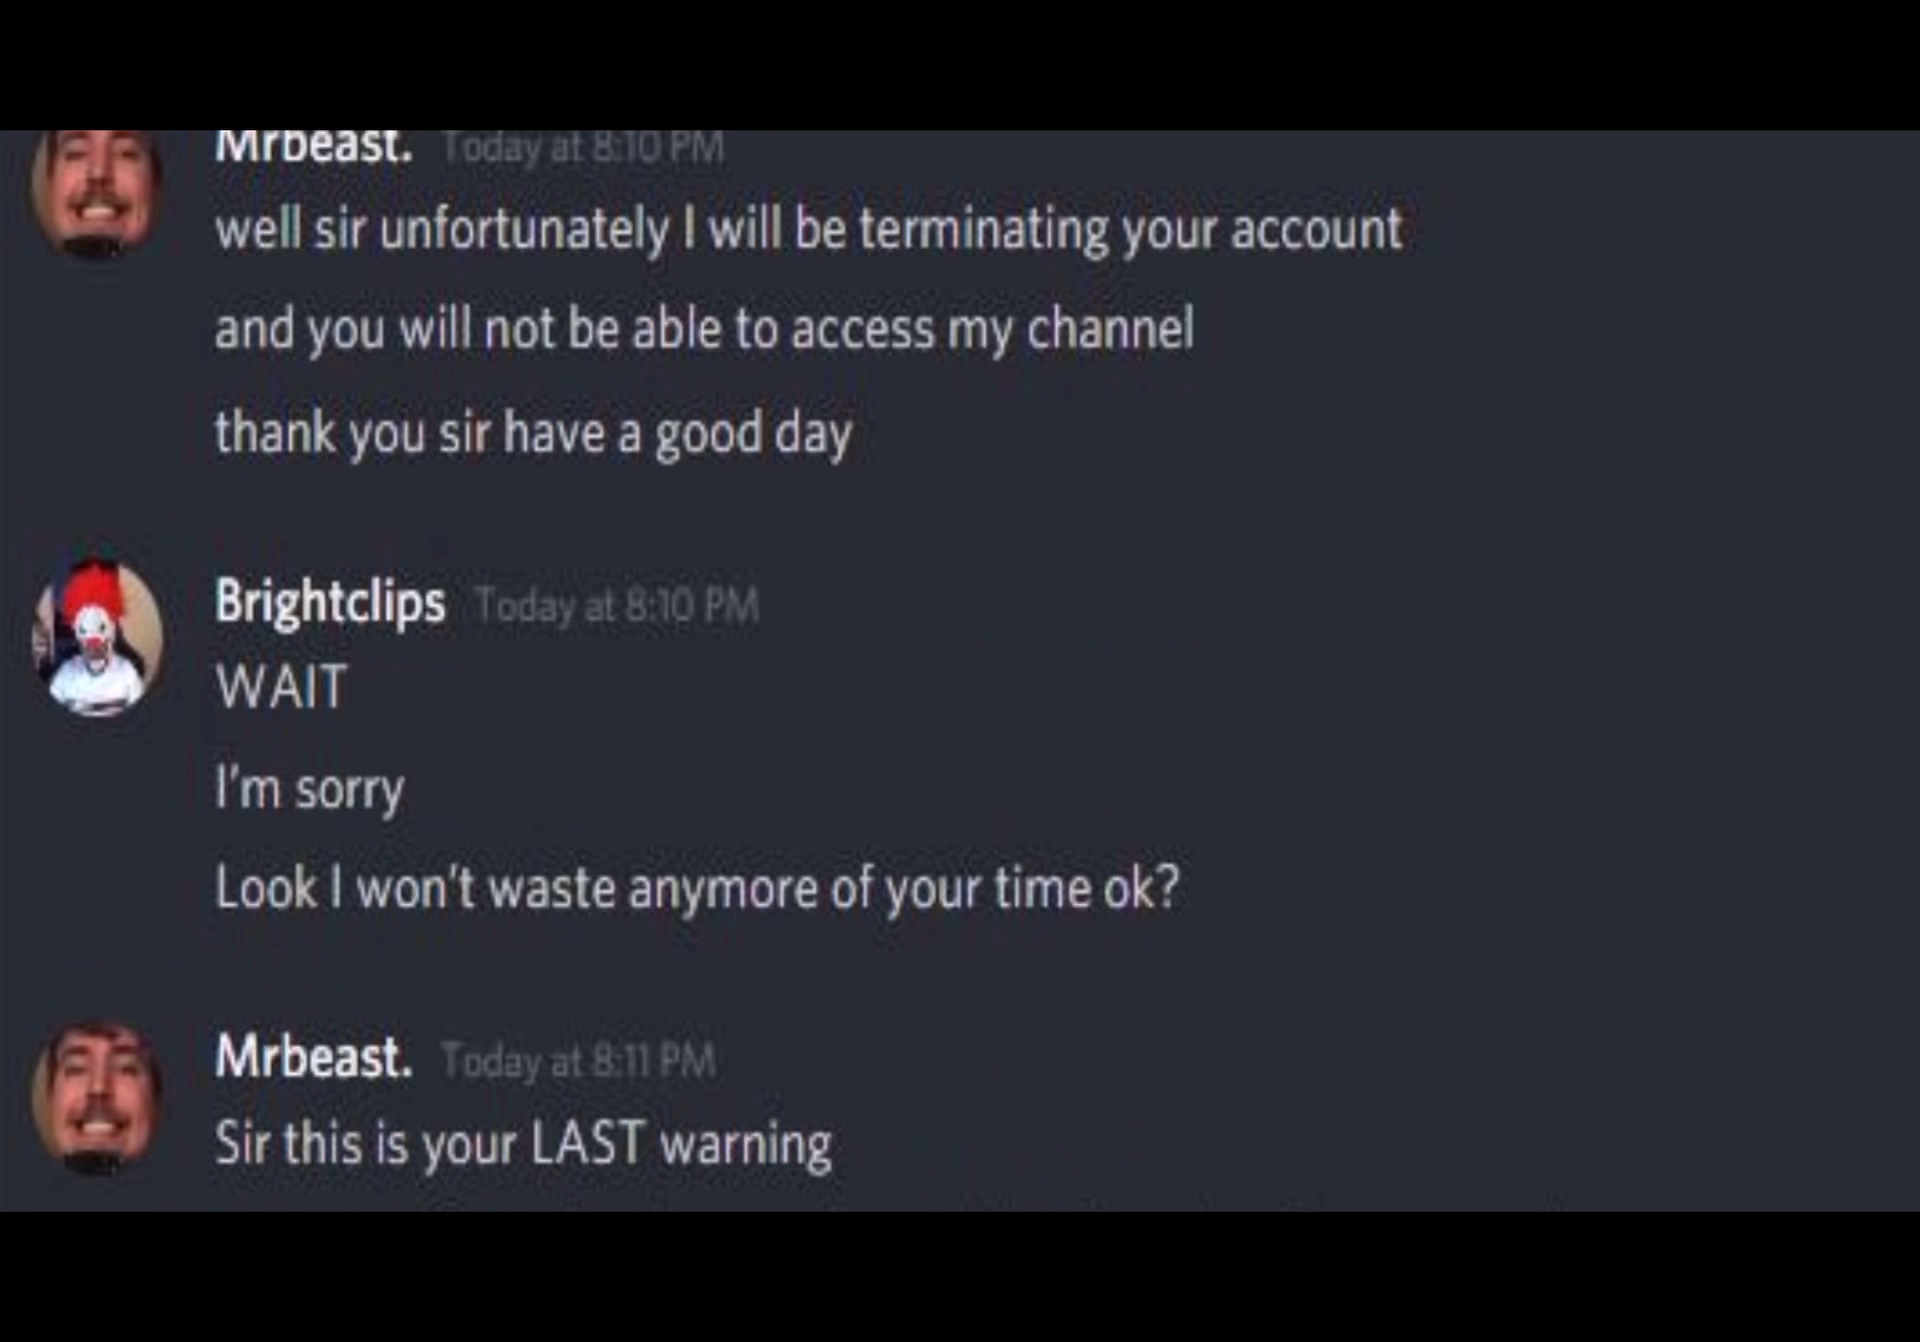 Mrbeast. Today at 8:10 PM
well sir unfortunately I will be terminating your account
and you will not be able to access my channel
thank you sir have a good day
Brightclips Today at 8:10 PM
WAIT
I'm sorry
Look I won't waste anymore of your time ok?
Mrbeast. Today at 8:11 PM
Sir this is your LAST warning